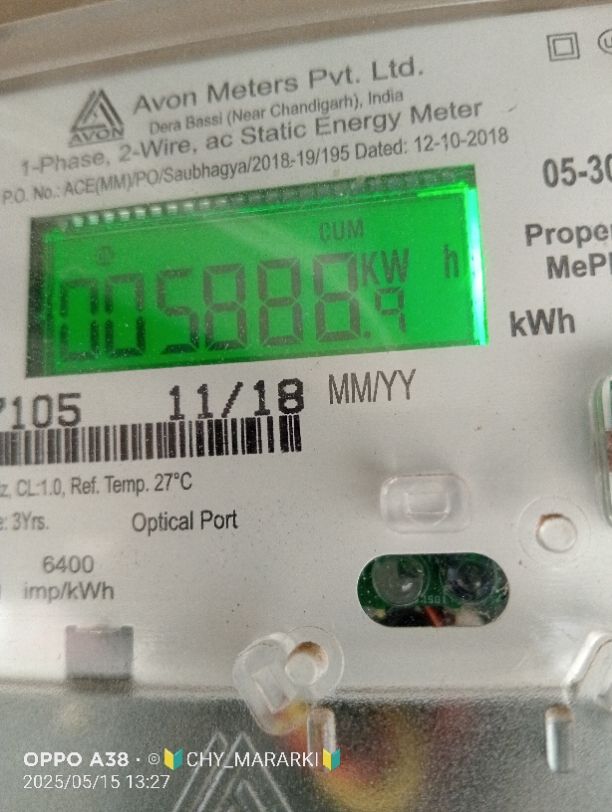 Avon Meters Pvt. Ltd.
AVON
Dera Bassi (Near Chandigarh), India
1-Phase, 2-Wire, ac Static Energy Meter
P.O. No.: ACE(MM)/PO/Saubhagya/2018-19/195 Dated: 12-10-2018
05-30
CUM
KW h
005888.9
kWh
7105 11/18 MM/YY
CL:1.0, Ref. Temp. 27°C
3Yrs. Optical Port
6400
imp/kWh
OPPO A38 · ©🔰CHY_MARARKI🔰
2025/05/15 13:27